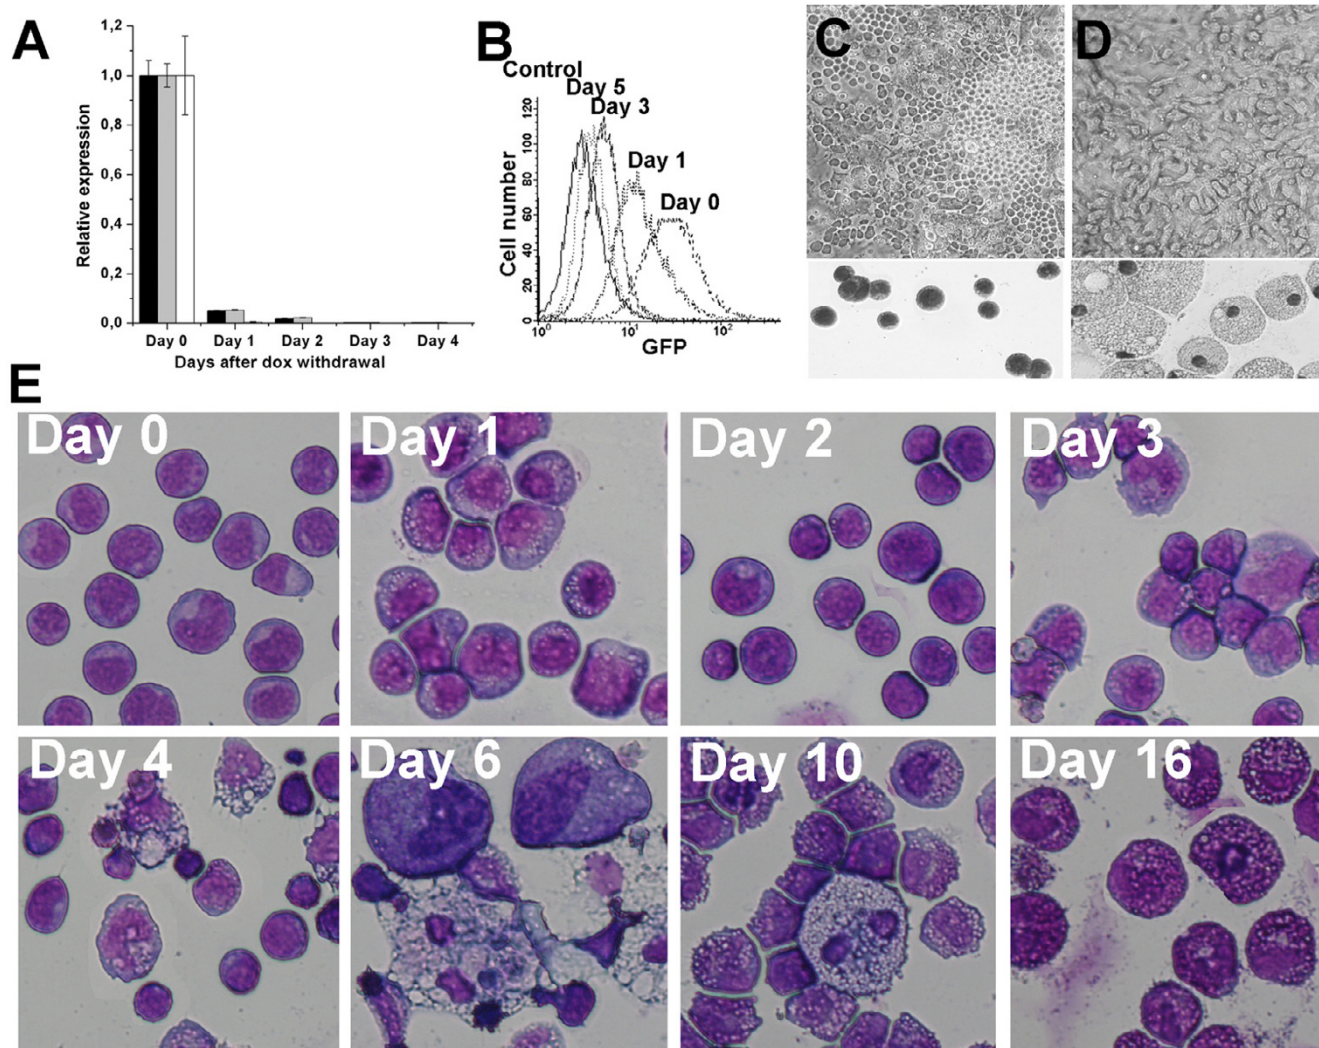 A
1,2
1,0
0,8
0,6
0,4
0,2
0,0
Relative expression
Day 0 Day 1 Day 2 Day 3 Day 4
Days after dox withdrawal
B
Control
Day 5
Day 3
Day 1
Day 0
120
100
80
60
40
20
0
Cell number
10⁰ 10¹ 10²
GFP
C
D
E
Day 0 Day 1 Day 2 Day 3
Day 4 Day 6 Day 10 Day 16